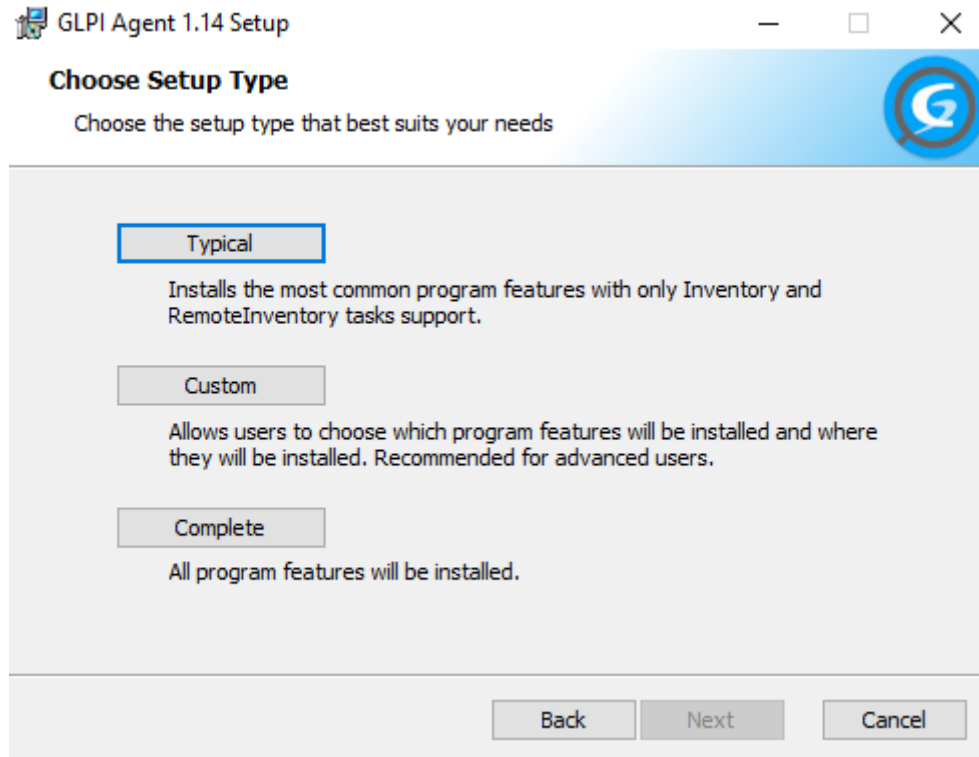 GLPI Agent 1.14 Setup
Choose Setup Type
Choose the setup type that best suits your needs
Typical
Installs the most common program features with only Inventory and
RemoteInventory tasks support.
Custom
Allows users to choose which program features will be installed and where
they will be installed. Recommended for advanced users.
Complete
All program features will be installed.
Back Next Cancel